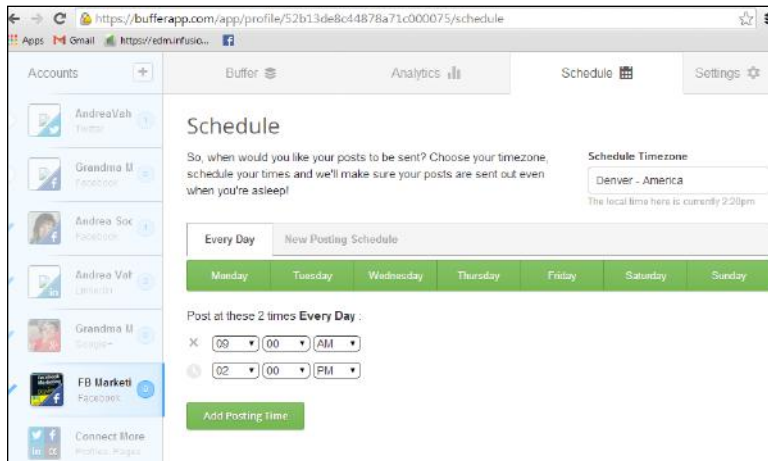 https://bufferapp.com/app/profile/52b13de8c44878a71c000075/schedule
Apps Gmail https://edm.infusio...
Accounts +
Buffer Analytics Schedule Settings
AndreaVah
Twitter
Grandma M
Facebook
Andrea Soc
Facebook
Andrea Vah
LinkedIn
Grandma M
Google+
FB Marketi
Facebook
Connect More
Profiles, Pages
Schedule
So, when would you like your posts to be sent? Choose your timezone,
schedule your times and we'll make sure your posts are sent out even
when you're asleep!
Schedule Timezone
Denver - America
The local time here is currently 2:20pm
Every Day New Posting Schedule
Monday Tuesday Wednesday Thursday Friday Saturday Sunday
Post at these 2 times Every Day :
09 00 AM
02 00 PM
Add Posting Time